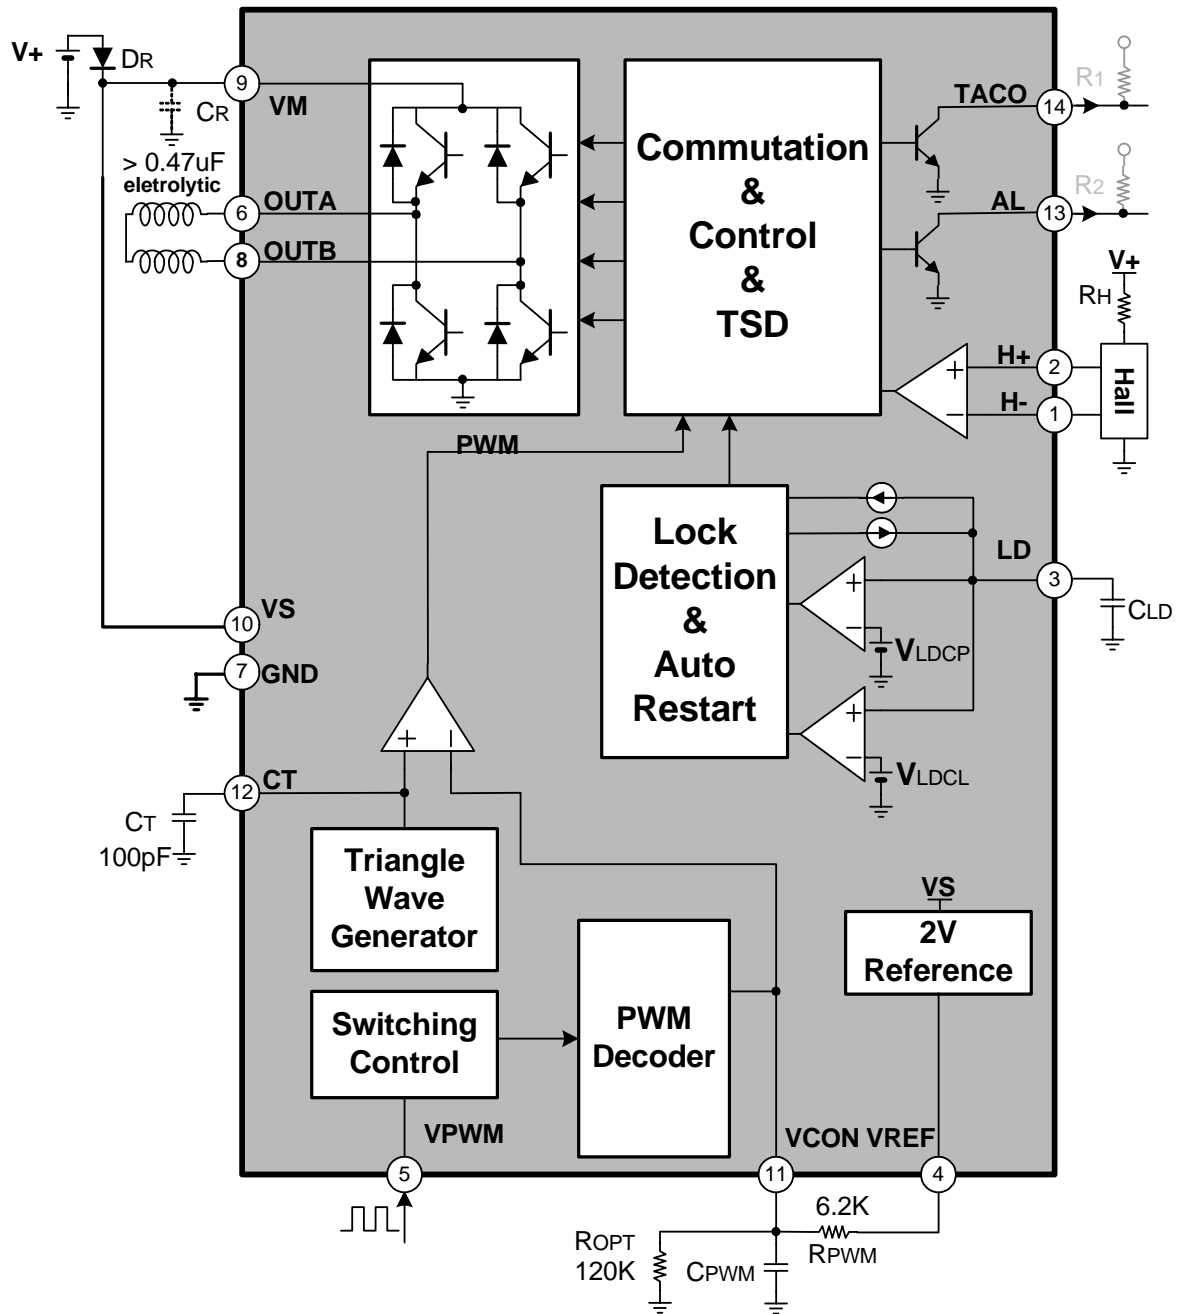 V+
DR
9
VM
CR
> 0.47uF
eletrolytic
6
OUTA
8
OUTB
Commutation
&
Control
&
TSD
TACO
14
R1
AL
13
R2
V+
RH
H+
2
H-
1
Hall
+
−
PWM
Lock
Detection
&
Auto
Restart
LD
3
CLD
+
−
VLDCP
+
−
VLDCL
VS
10
7
GND
+
−
CT
12
CT
100pF
Triangle
Wave
Generator
Switching
Control
PWM
Decoder
VS
2V
Reference
VPWM
5
VCON VREF
11
4
6.2K
RPWM
ROPT
120K
CPWM